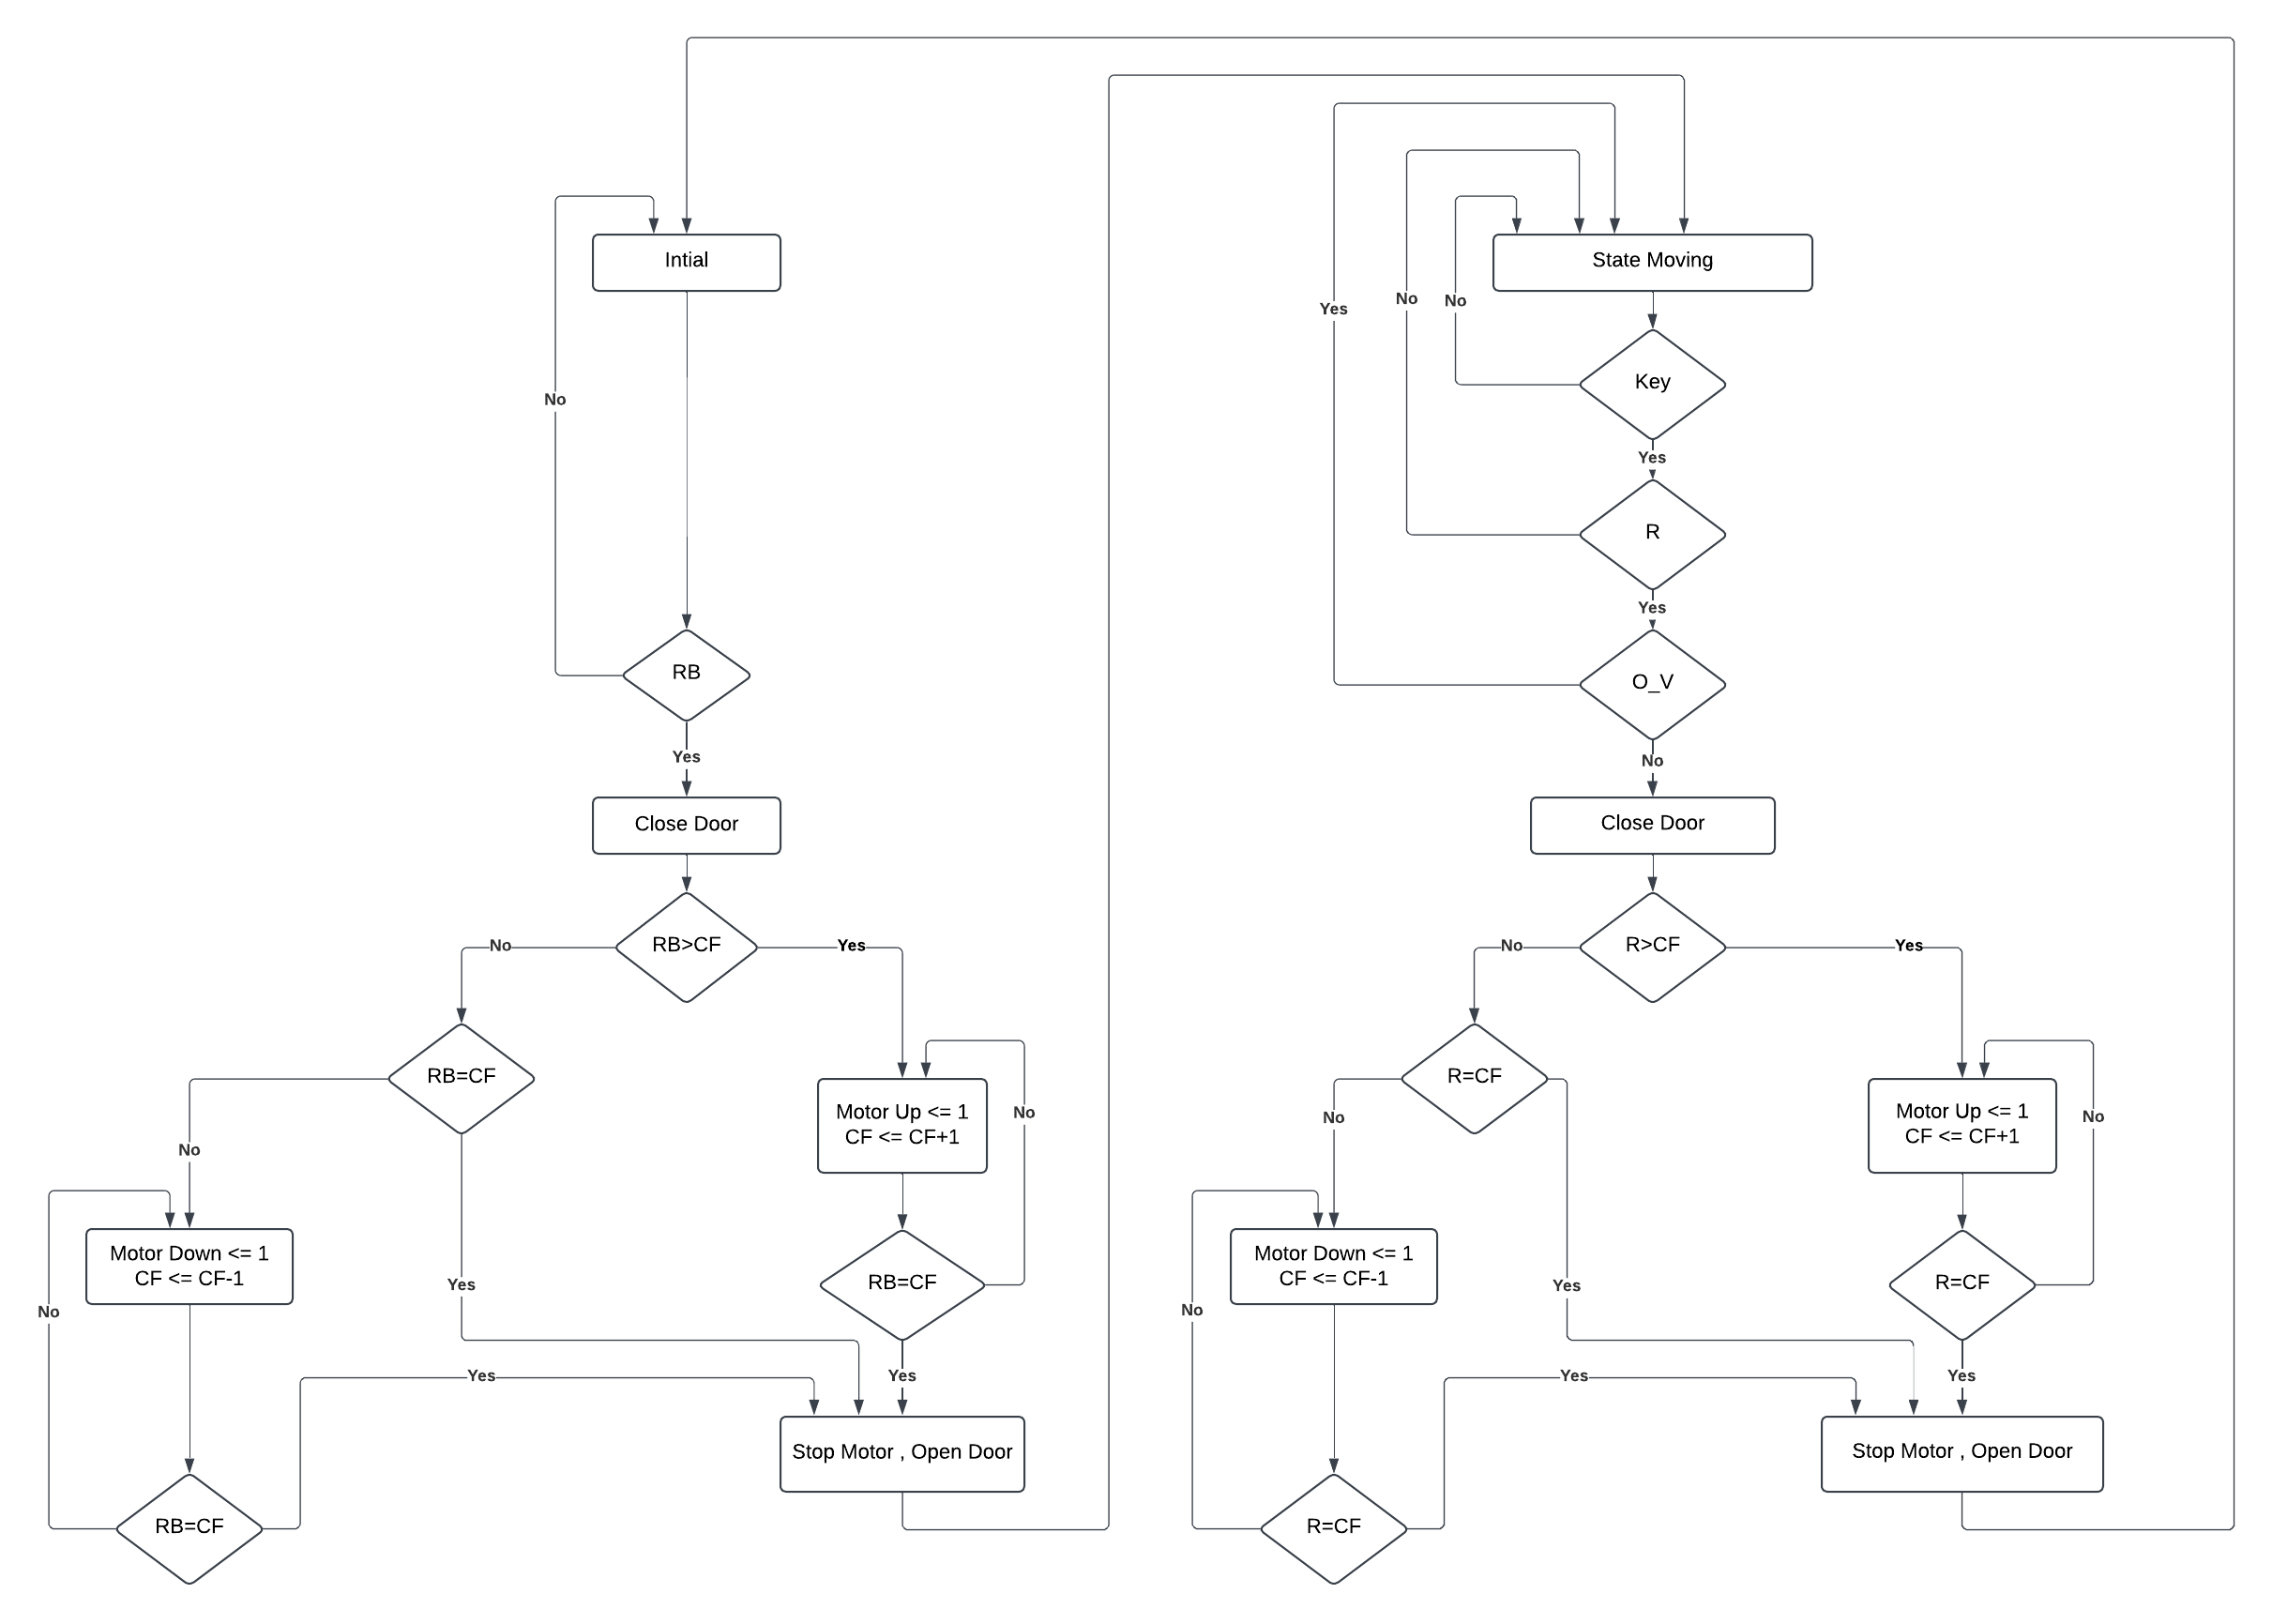 Intial
No
RB
Yes
Close Door
RB>CF
No
Yes
RB=CF
No
Yes
Motor Up <= 1
CF <= CF+1
No
RB=CF
Yes
Motor Down <= 1
CF <= CF-1
No
RB=CF
Yes
Stop Motor , Open Door
State Moving
Key
No
Yes
R
No
Yes
O_V
Yes
No
Close Door
R>CF
No
Yes
R=CF
No
Yes
Motor Up <= 1
CF <= CF+1
No
R=CF
Yes
Motor Down <= 1
CF <= CF-1
No
R=CF
Yes
Stop Motor , Open Door